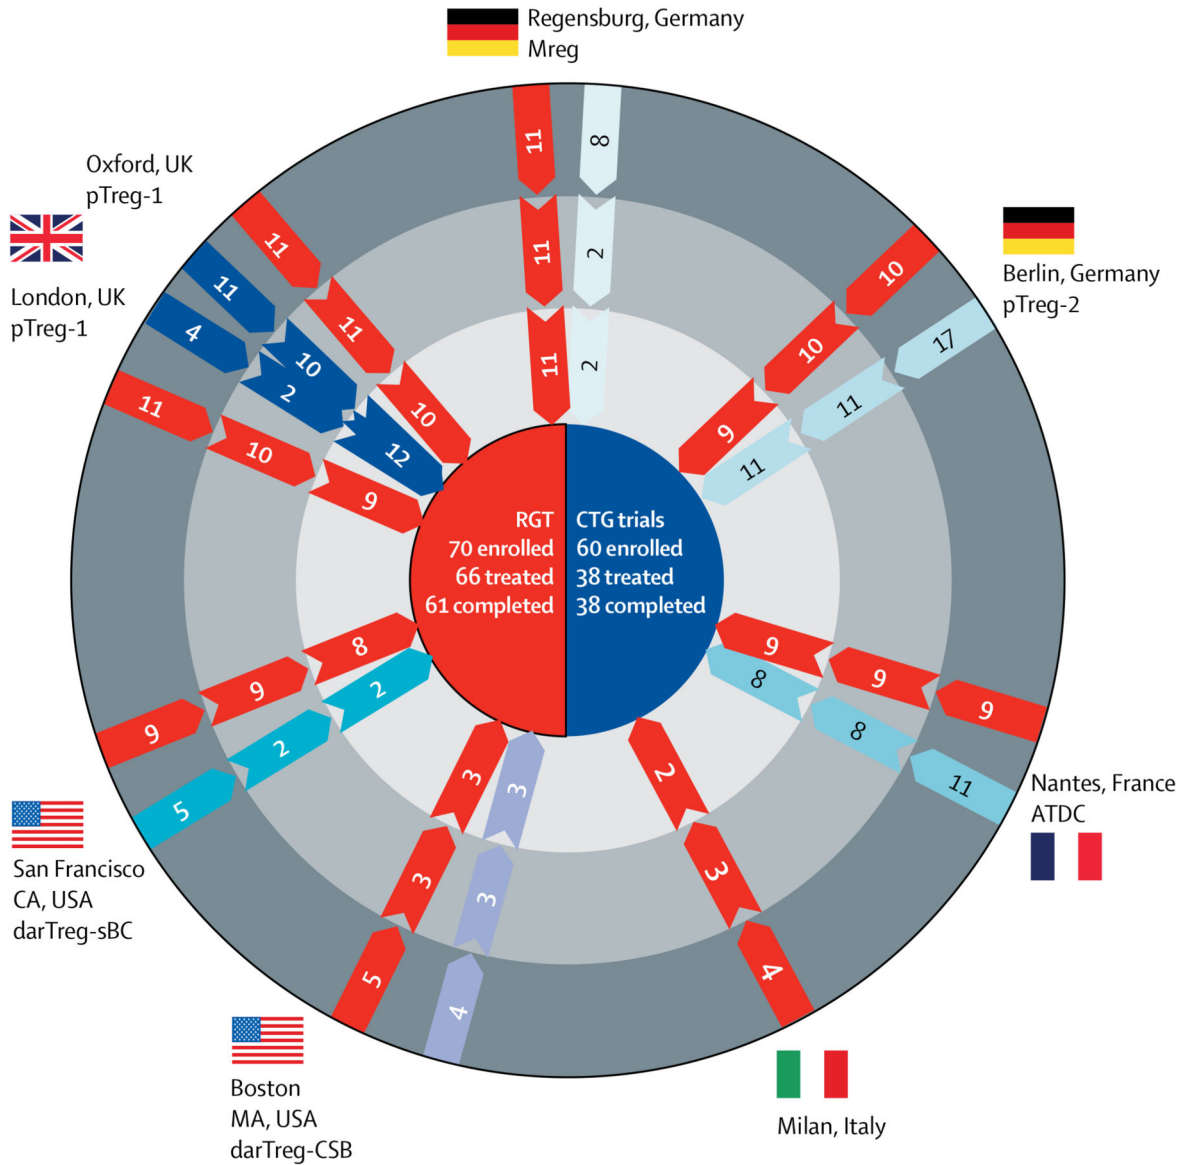 Regensburg, Germany
Mreg
Oxford, UK
pTreg-1
London, UK
pTreg-1
Berlin, Germany
pTreg-2
11
8
11
2
11
2
11
11
10
11
4
10
2
12
11
10
9
10
10
9
17
11
11
RGT
70 enrolled
66 treated
61 completed
CTG trials
60 enrolled
38 treated
38 completed
8
9
9
2
2
5
9
9
9
8
8
11
3
3
5
3
3
4
2
3
4
Nantes, France
ATDC
San Francisco
CA, USA
darTreg-sBC
Boston
MA, USA
darTreg-CSB
Milan, Italy